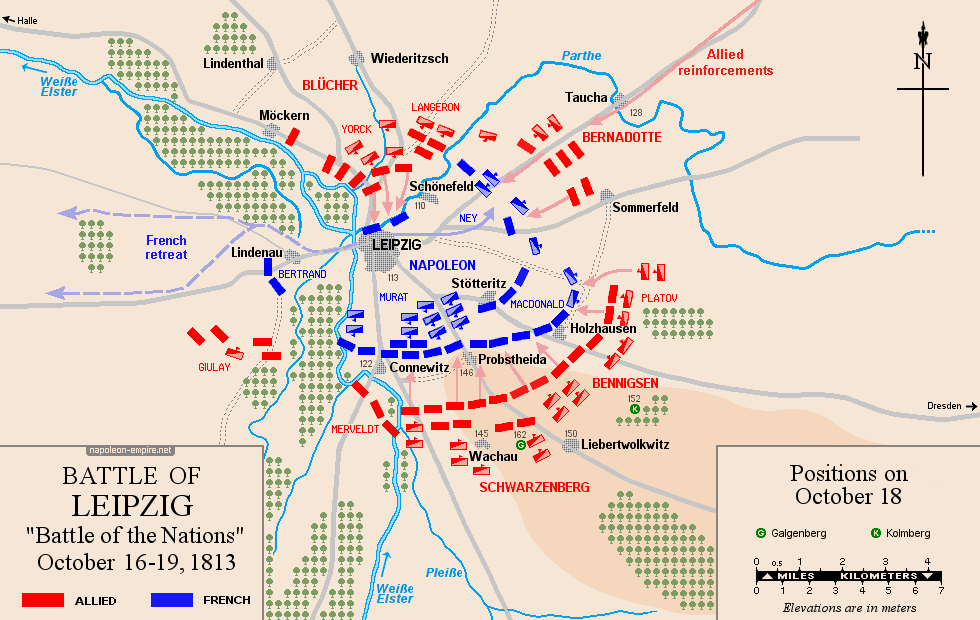 Halle
Lindenthal
Wiederitzsch
Parthe
Allied
reinforcements
Weiße
Elster
BLÜCHER
Taucha
128
Möckern
LANGERON
YORCK
BERNADOTTE
N
Schönefeld
110
Sommerfeld
NEY
French
retreat
LEIPZIG
Lindenau
NAPOLEON
BERTRAND
113
Stötteritz
MURAT
MACDONALD
PLATOV
Holzhausen
GIULAY
122
Connewitz
Probstheida
146
BENNIGSEN
152
K
Dresden
MERVELDT
145
162
150
G
Wachau
Liebertwolkwitz
SCHWARZENBERG
Weiße
Elster
Pleiße
napoleon-empire.net
BATTLE OF
LEIPZIG
"Battle of the Nations"
October 16-19, 1813
ALLIED
FRENCH
Positions on
October 18
G Galgenberg
K Kolmberg
0 0.5 1 2 3 4
MILES KILOMETERS
0 1 2 3 4 5 6 7
Elevations are in meters